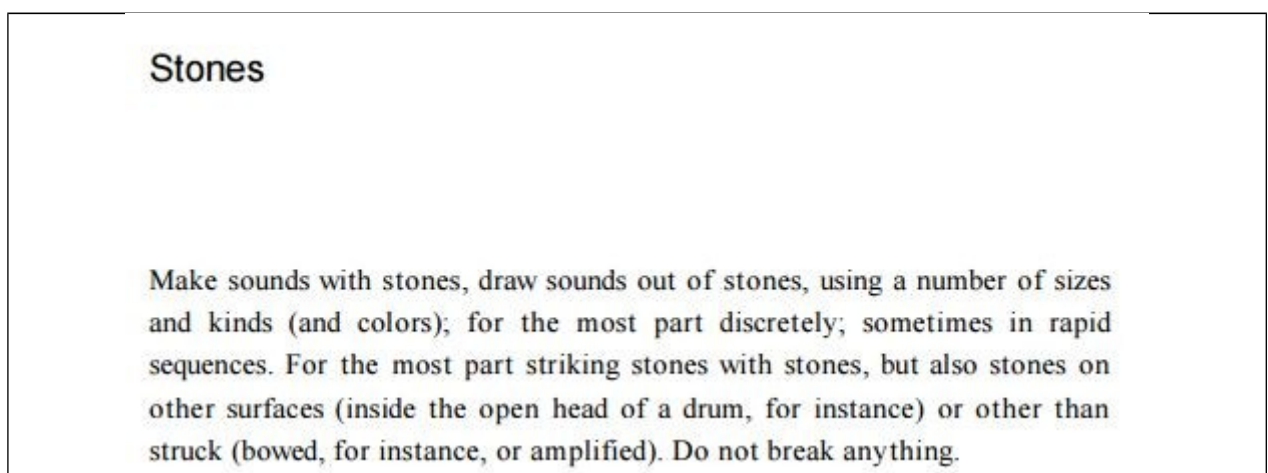 Stones
Make sounds with stones, draw sounds out of stones, using a number of sizes
and kinds (and colors); for the most part discretely; sometimes in rapid
sequences. For the most part striking stones with stones, but also stones on
other surfaces (inside the open head of a drum, for instance) or other than
struck (bowed, for instance, or amplified). Do not break anything.